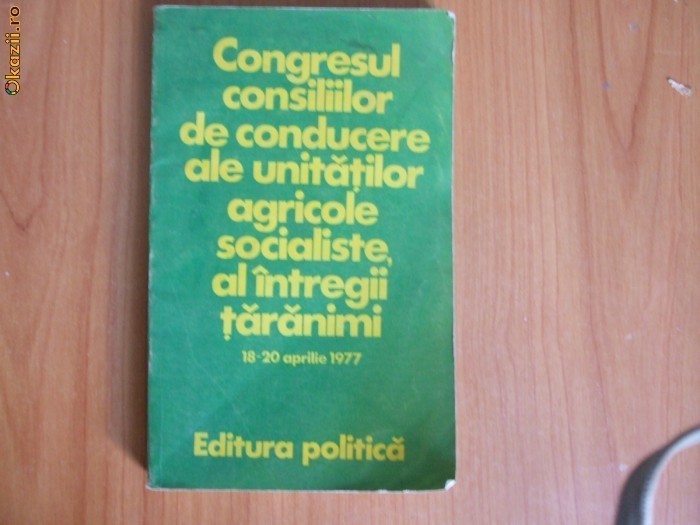 Okazii.ro
Congresul
consiliilor
de conducere
ale unităților
agricole
socialiste,
al întregii
țărănimi
18-20 aprilie 1977
Editura politică